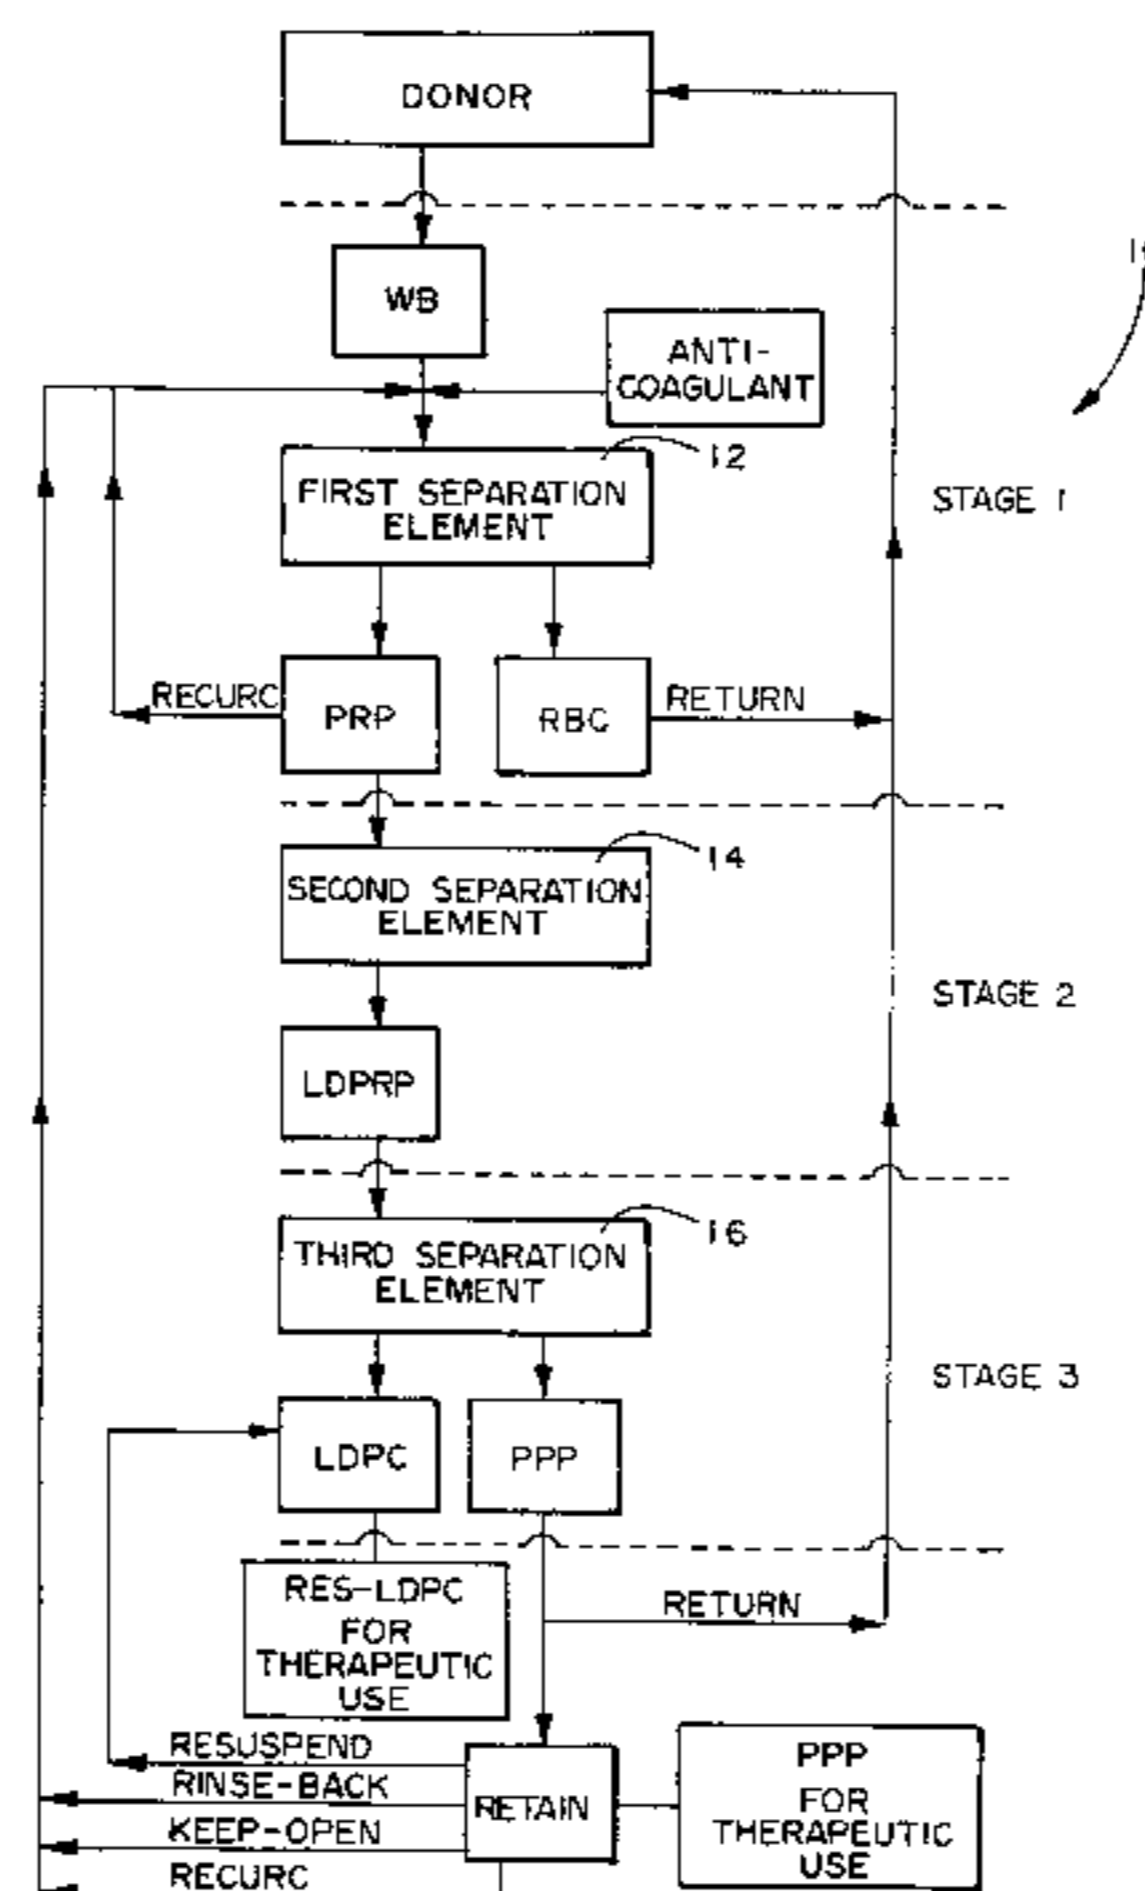 DONOR
WB
ANTI-
COAGULANT
12
FIRST SEPARATION
ELEMENT
STAGE 1
RECURC
PRP
RBC
RETURN
14
SECOND SEPARATION
ELEMENT
STAGE 2
LDPRP
16
THIRD SEPARATION
ELEMENT
STAGE 3
LDPC
PPP
RES-LDPC
FOR
THERAPEUTIC
USE
RETURN
RESUSPEND
RINSE-BACK
KEEP-OPEN
RECURC
RETAIN
PPP
FOR
THERAPEUTIC
USE